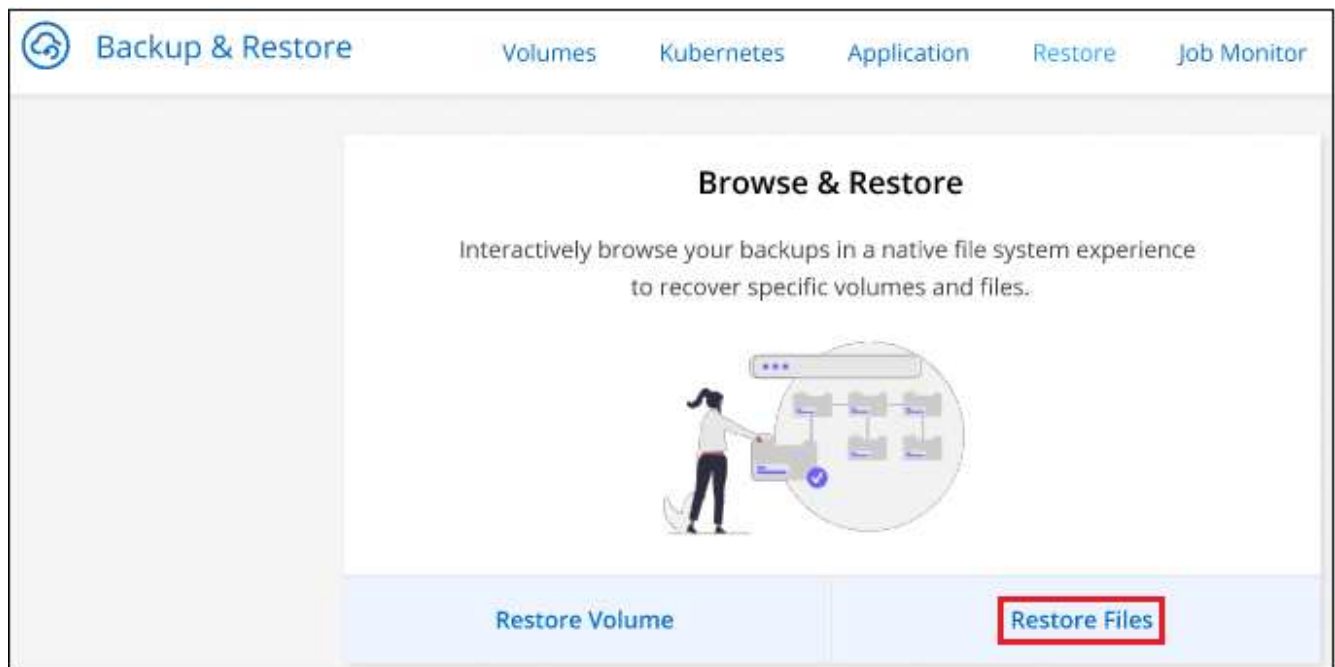 Backup & Restore Volumes Kubernetes Application Restore Job Monitor
Browse & Restore
Interactively browse your backups in a native file system experience
to recover specific volumes and files.
Restore Volume Restore Files